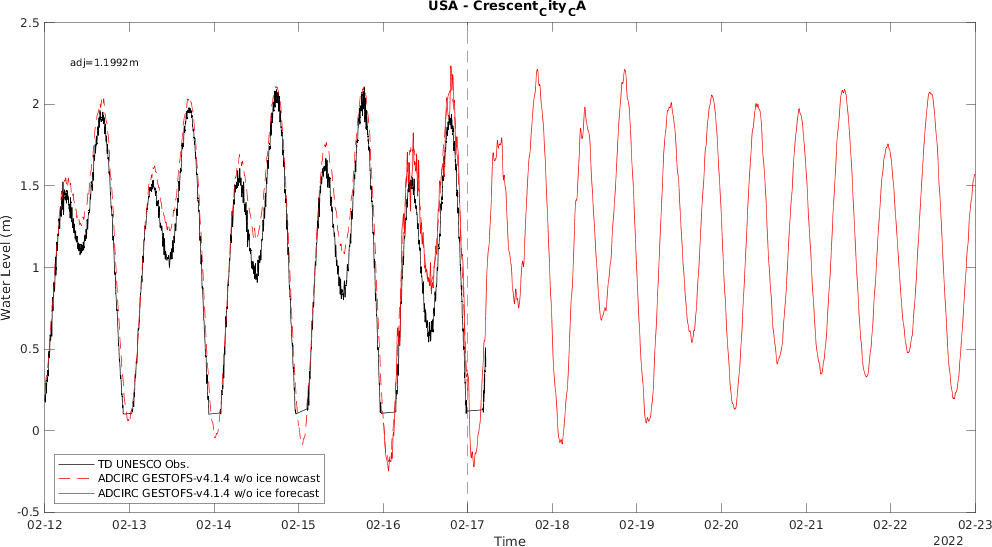 USA - Crescent_City_CA
2.5
adj=1.1992m
2
1.5
1
0.5
0
-0.5
Water Level (m)
TD UNESCO Obs.
ADCIRC GESTOFS-v4.1.4 w/o ice nowcast
ADCIRC GESTOFS-v4.1.4 w/o ice forecast
02-12 02-13 02-14 02-15 02-16 02-17 02-18 02-19 02-20 02-21 02-22 02-23
Time
2022